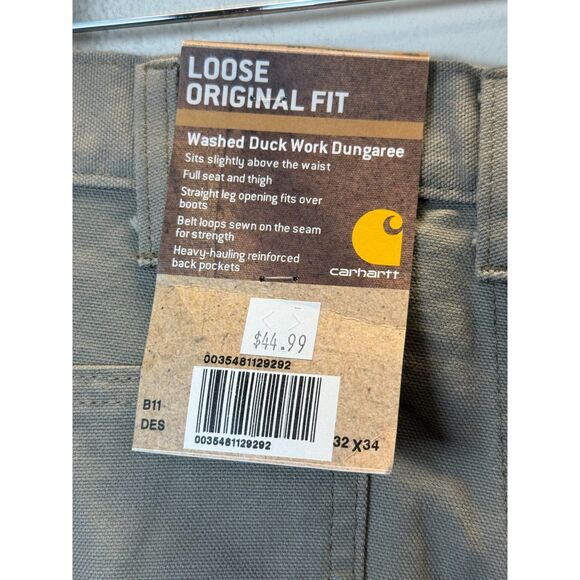 LOOSE
ORIGINAL FIT
Washed Duck Work Dungaree
Sits slightly above the waist
Full seat and thigh
Straight leg opening fits over
boots
Belt loops sewn on the seam
for strength
Heavy-hauling reinforced
back pockets
carhartt
$44.99
0035481129292
B11
DES
0035481129292
32 X 34